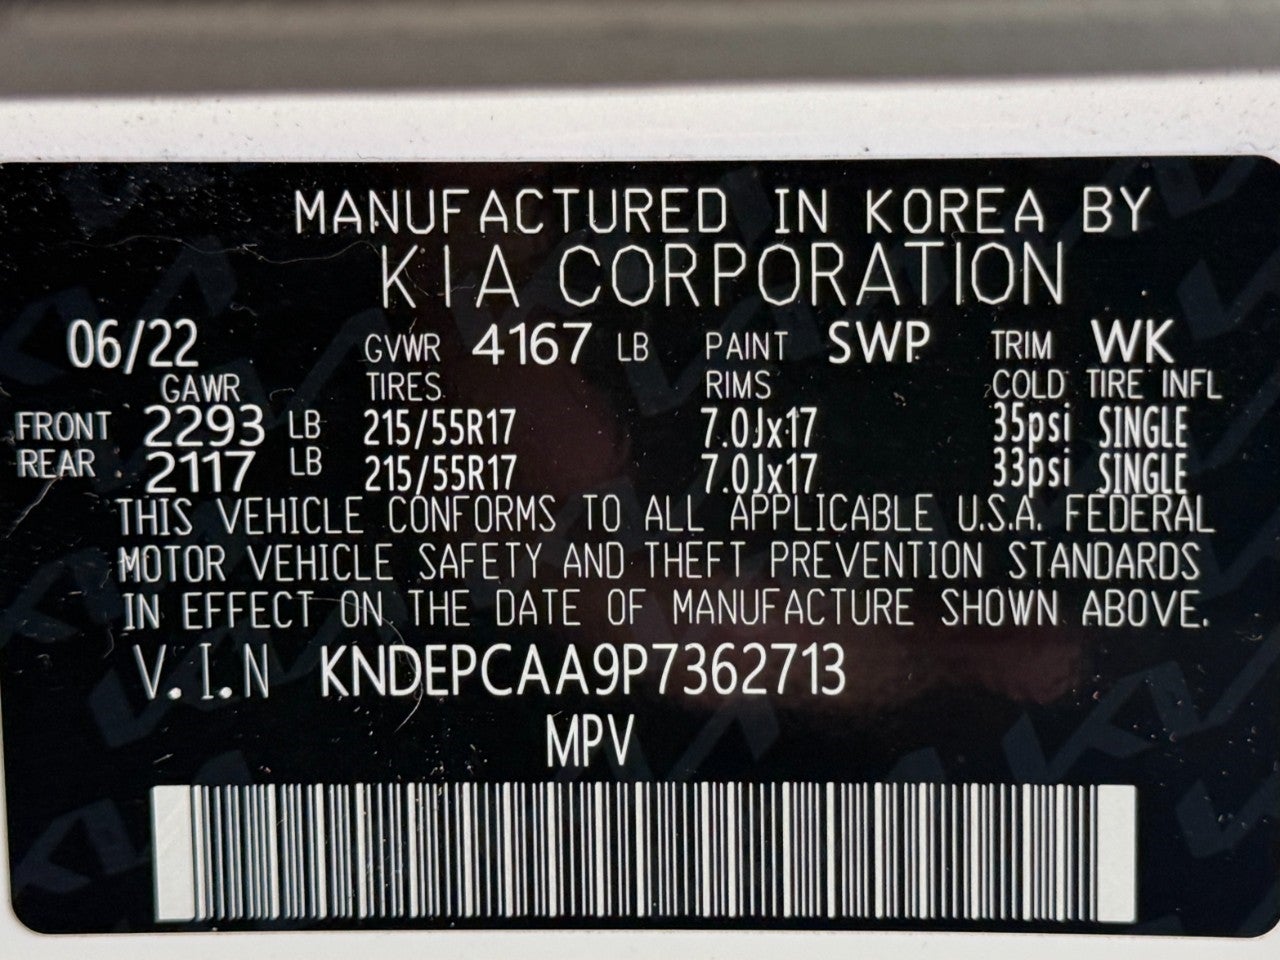 MANUFACTURED IN KOREA BY
KIA CORPORATION
06/22 GVWR 4167 LB PAINT SWP TRIM WK
GAWR TIRES RIMS COLD TIRE INFL
FRONT 2293 LB 215/55R17 7.0Jx17 35psi SINGLE
REAR 2117 LB 215/55R17 7.0Jx17 33psi SINGLE
THIS VEHICLE CONFORMS TO ALL APPLICABLE U.S.A. FEDERAL
MOTOR VEHICLE SAFETY AND THEFT PREVENTION STANDARDS
IN EFFECT ON THE DATE OF MANUFACTURE SHOWN ABOVE.
V.I.N KNDEPCAA9P7362713
MPV